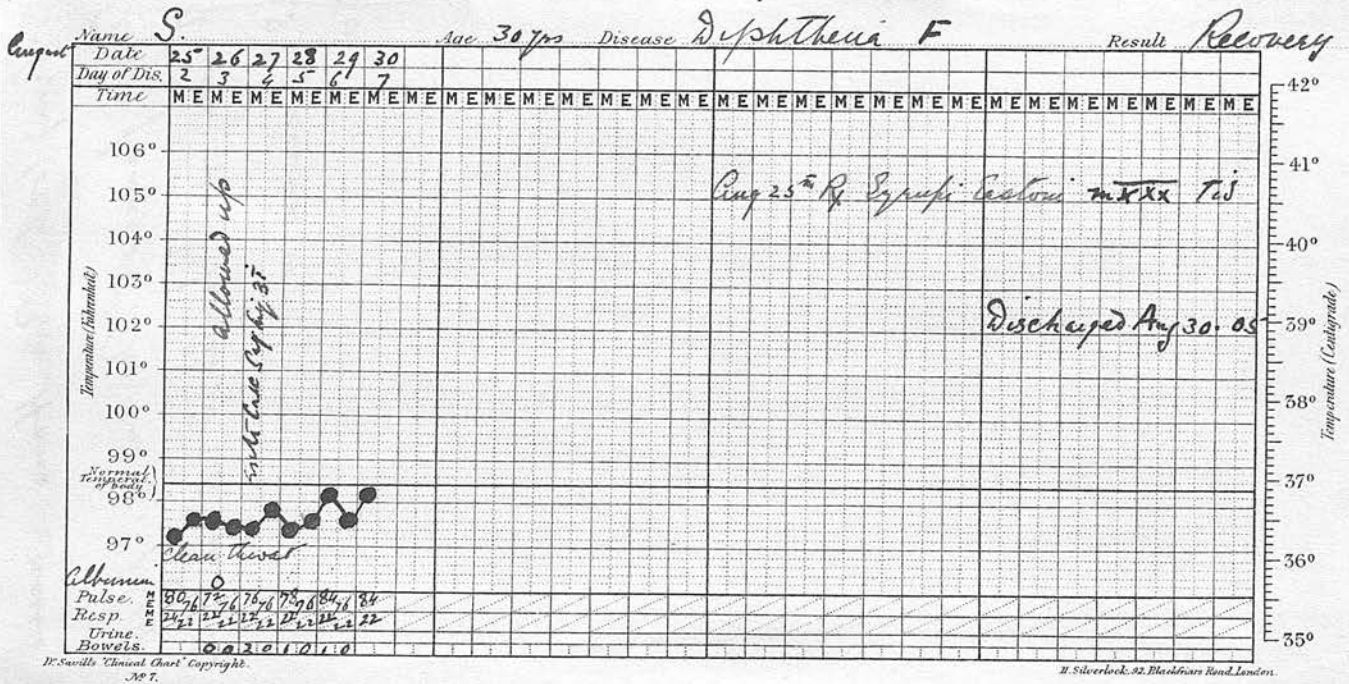 Name S. Age 30 yrs Disease Diphtheria F Result Recovery
August Date 25 26 27 28 29 30
Day of Dis. 2 3 4 5 6 7
Time M E M E M E M E M E M E M E M E M E M E M E M E M E M E M E M E M E M E M E M E M E M E M E M E M E M E M E M E
42°
106°
41°
Aug 25th Rx Syrupi Eastoni m XXX TiS
105°
104°
40°
allowed up
103°
Temperature (Fahrenheit)
Temperature (Centigrade)
Discharged Aug 30. 05
102°
39°
101°
100°
38°
99°
Normal Temperat. of body
37°
98°
97°
clean throat
36°
Albumin 0
Pulse. M E 80 76 72 76 76 76 78 76 84 76 84
Resp. M E 24 22 22 22 22 22 22 22 22 22 22
Urine.
35°
Bowels. 0 0 2 0 1 0 1 0
Dr. Savill's "Clinical Chart" Copyright.
No 7.
H. Silverlock. 92. Blackfriars Road. London.